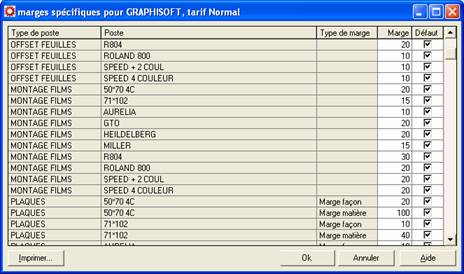 marges spécifiques pour GRAPHISOFT, tarif Normal
Type de poste Poste Type de marge Marge Défaut
OFFSET FEUILLES R804 20
OFFSET FEUILLES ROLAND 800 10
OFFSET FEUILLES SPEED + 2 COUL 10
OFFSET FEUILLES SPEED 4 COULEUR 10
MONTAGE FILMS 50*70 4C 20
MONTAGE FILMS 71*102 15
MONTAGE FILMS AURELIA 10
MONTAGE FILMS GTO 20
MONTAGE FILMS HEILDELBERG 20
MONTAGE FILMS MILLER 15
MONTAGE FILMS R804 30
MONTAGE FILMS ROLAND 800 20
MONTAGE FILMS SPEED + 2 COUL 20
MONTAGE FILMS SPEED 4 COULEUR 20
PLAQUES 50*70 4C Marge façon 20
PLAQUES 50*70 4C Marge matière 100
PLAQUES 71*102 Marge façon 10
PLAQUES 71*102 Marge matière 40
PLAQUES AURELIA Marge façon 10
Imprimer... Ok Annuler Aide